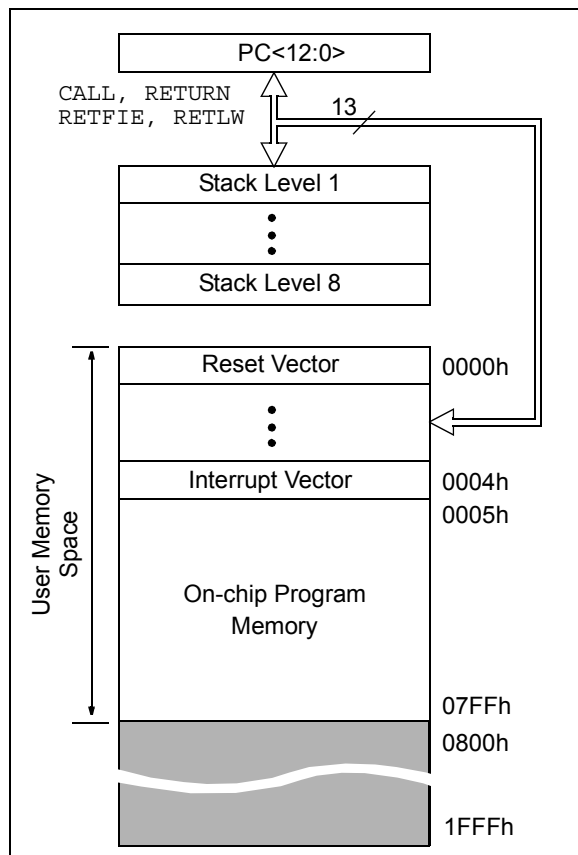 PC<12:0>
CALL, RETURN
RETFIE, RETLW
13
Stack Level 1
Stack Level 8
Reset Vector
0000h
Interrupt Vector
0004h
0005h
User Memory
Space
On-chip Program
Memory
07FFh
0800h
1FFFh